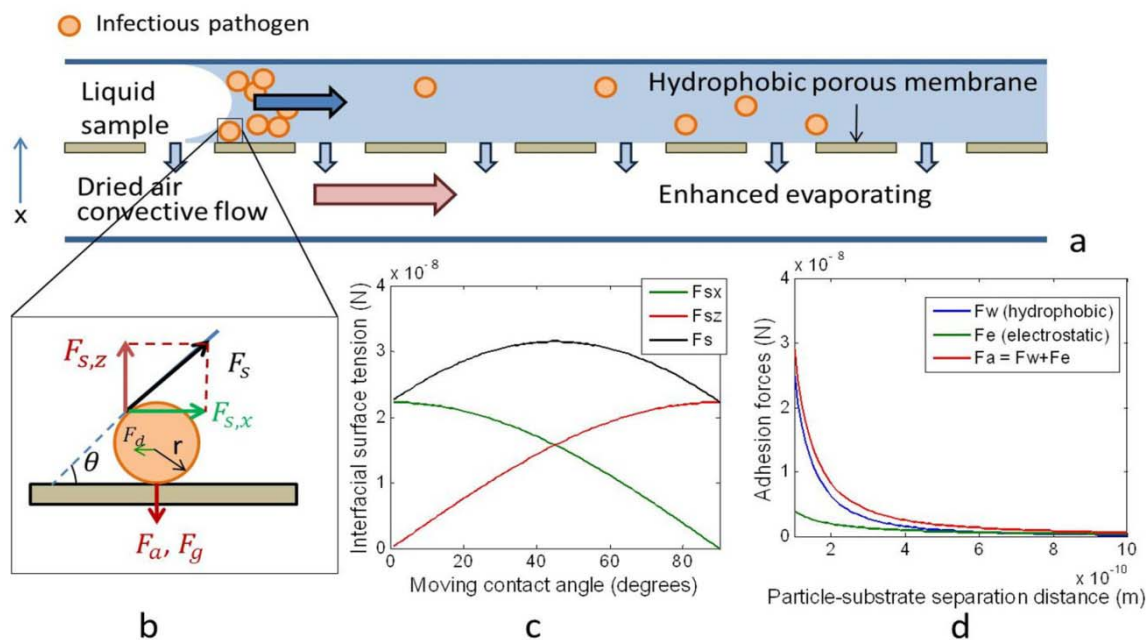 Infectious pathogen
Liquid
sample
Hydrophobic porous membrane
x
Dried air
convective flow
Enhanced evaporating
a
F_{s,z}
F_s
F_{s,x}
F_d
r
θ
F_a, F_g
b
x 10^{-8}
4
3
2
1
0
Interfacial surface tension (N)
Fsx
Fsz
Fs
0 20 40 60 80
Moving contact angle (degrees)
c
x 10^{-8}
4
3
2
1
0
Adhesion forces (N)
Fw (hydrophobic)
Fe (electrostatic)
Fa = Fw+Fe
2 4 6 8 10
x 10^{-10}
Particle-substrate separation distance (m)
d